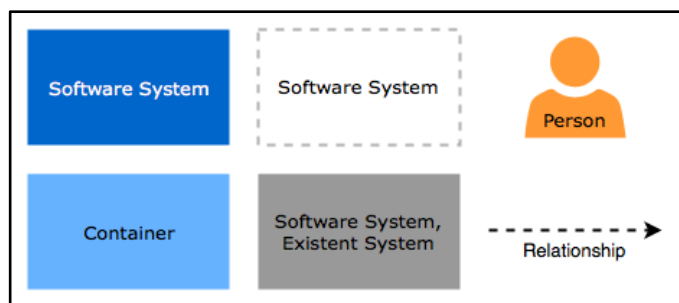 Software System
Software System
Person
Container
Software System,
Existent System
Relationship